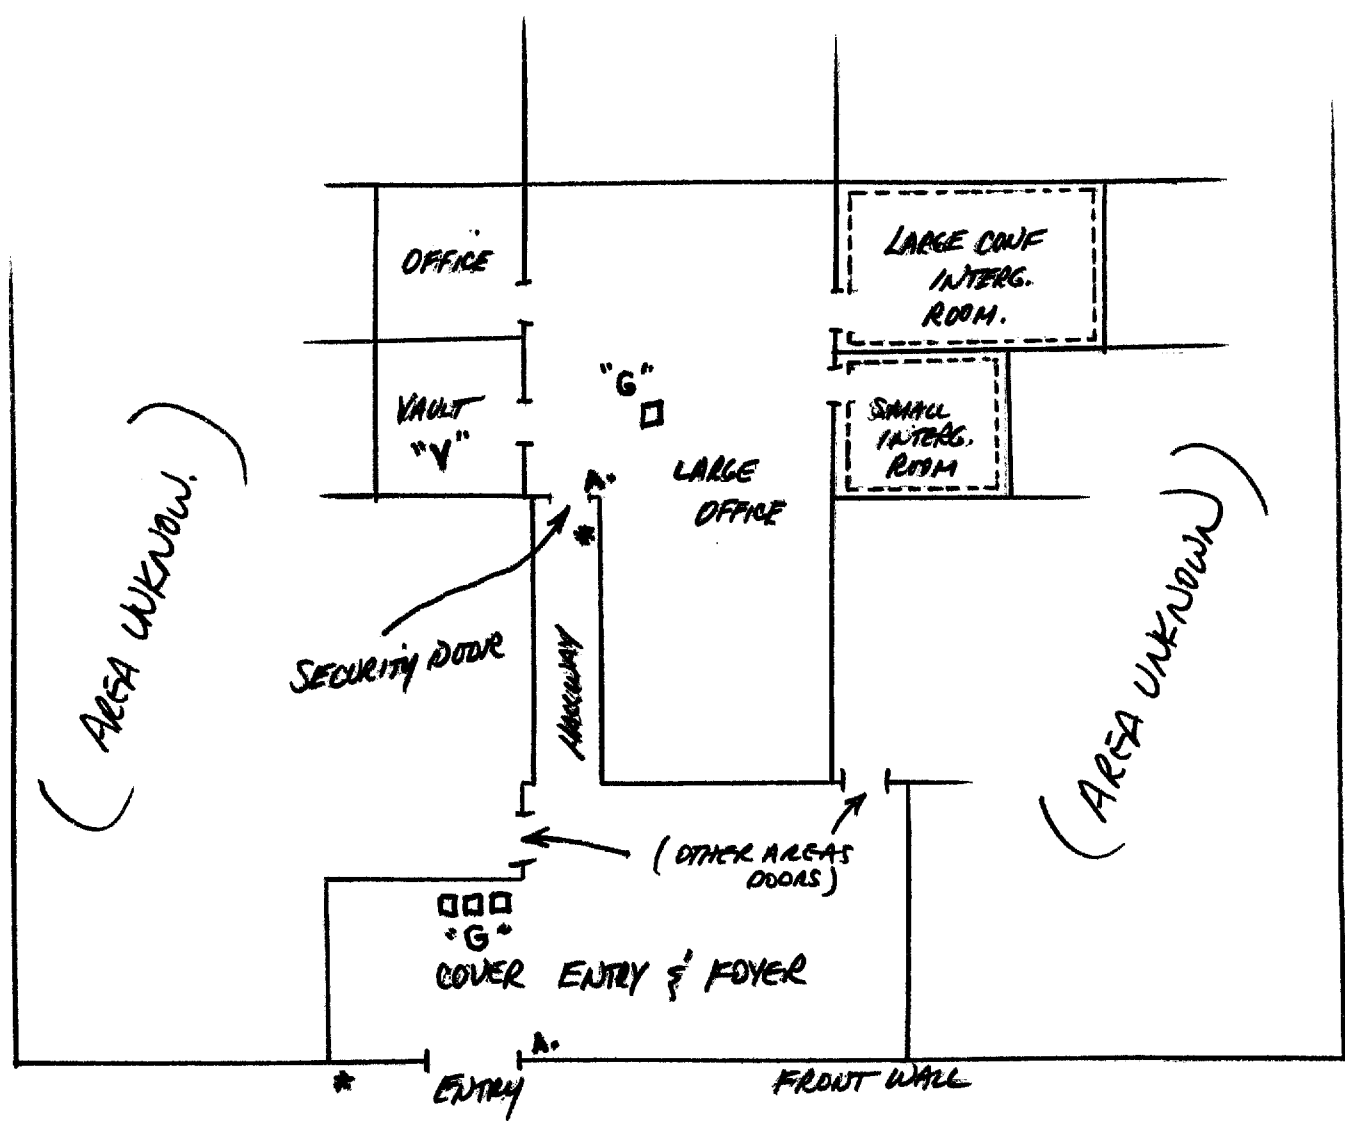 OFFICE
LARGE CONF
INTERG.
ROOM.
"G"
VAULT
"V"
SMALL
INTERG.
ROOM
A.
LARGE
OFFICE
*
(AREA UNKNOW.)
(AREA UNKNOWN)
SECURITY DOOR
HALLWAY
(OTHER AREAS
DOORS)
"G"
COVER ENTRY & FOYER
A.
*
ENTRY
FRONT WALL